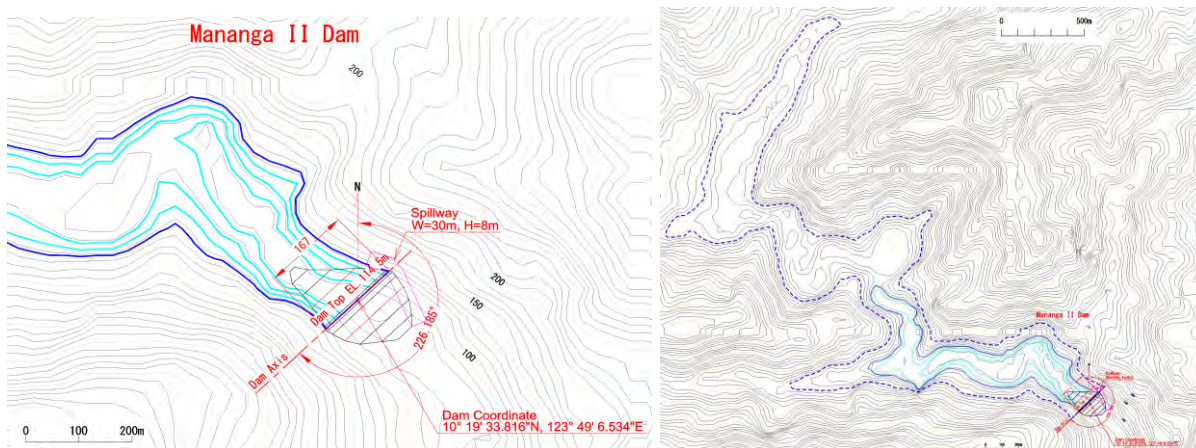 Mananga II Dam
200
N
Spillway
W=30m, H=8m
167
Dam Top EL.114.5m
200
150
226.185°
100
Dam Axis
Dam Coordinate
10° 19' 33.816"N, 123° 49' 6.534"E
0 100 200m
0 500m
Mananga II Dam